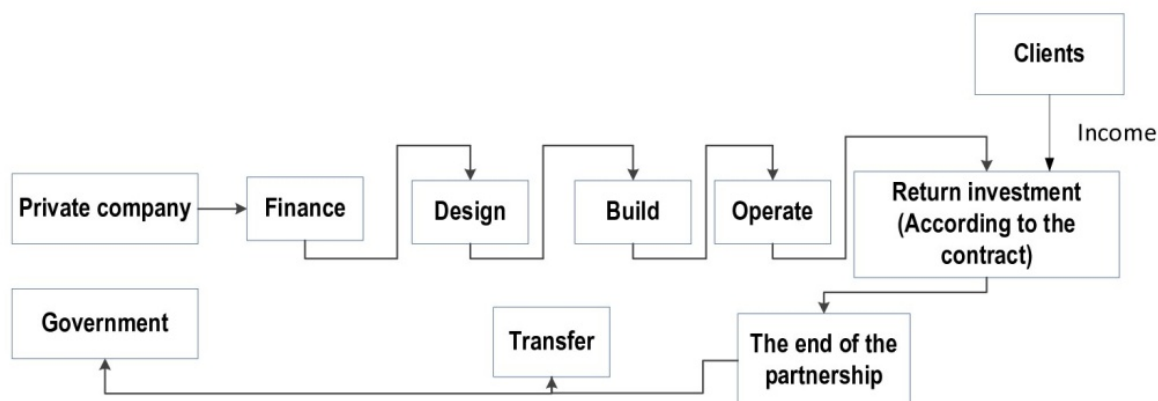 Clients
Income
Private company
Finance
Design
Build
Operate
Return investment
(According to the
contract)
Government
Transfer
The end of the
partnership